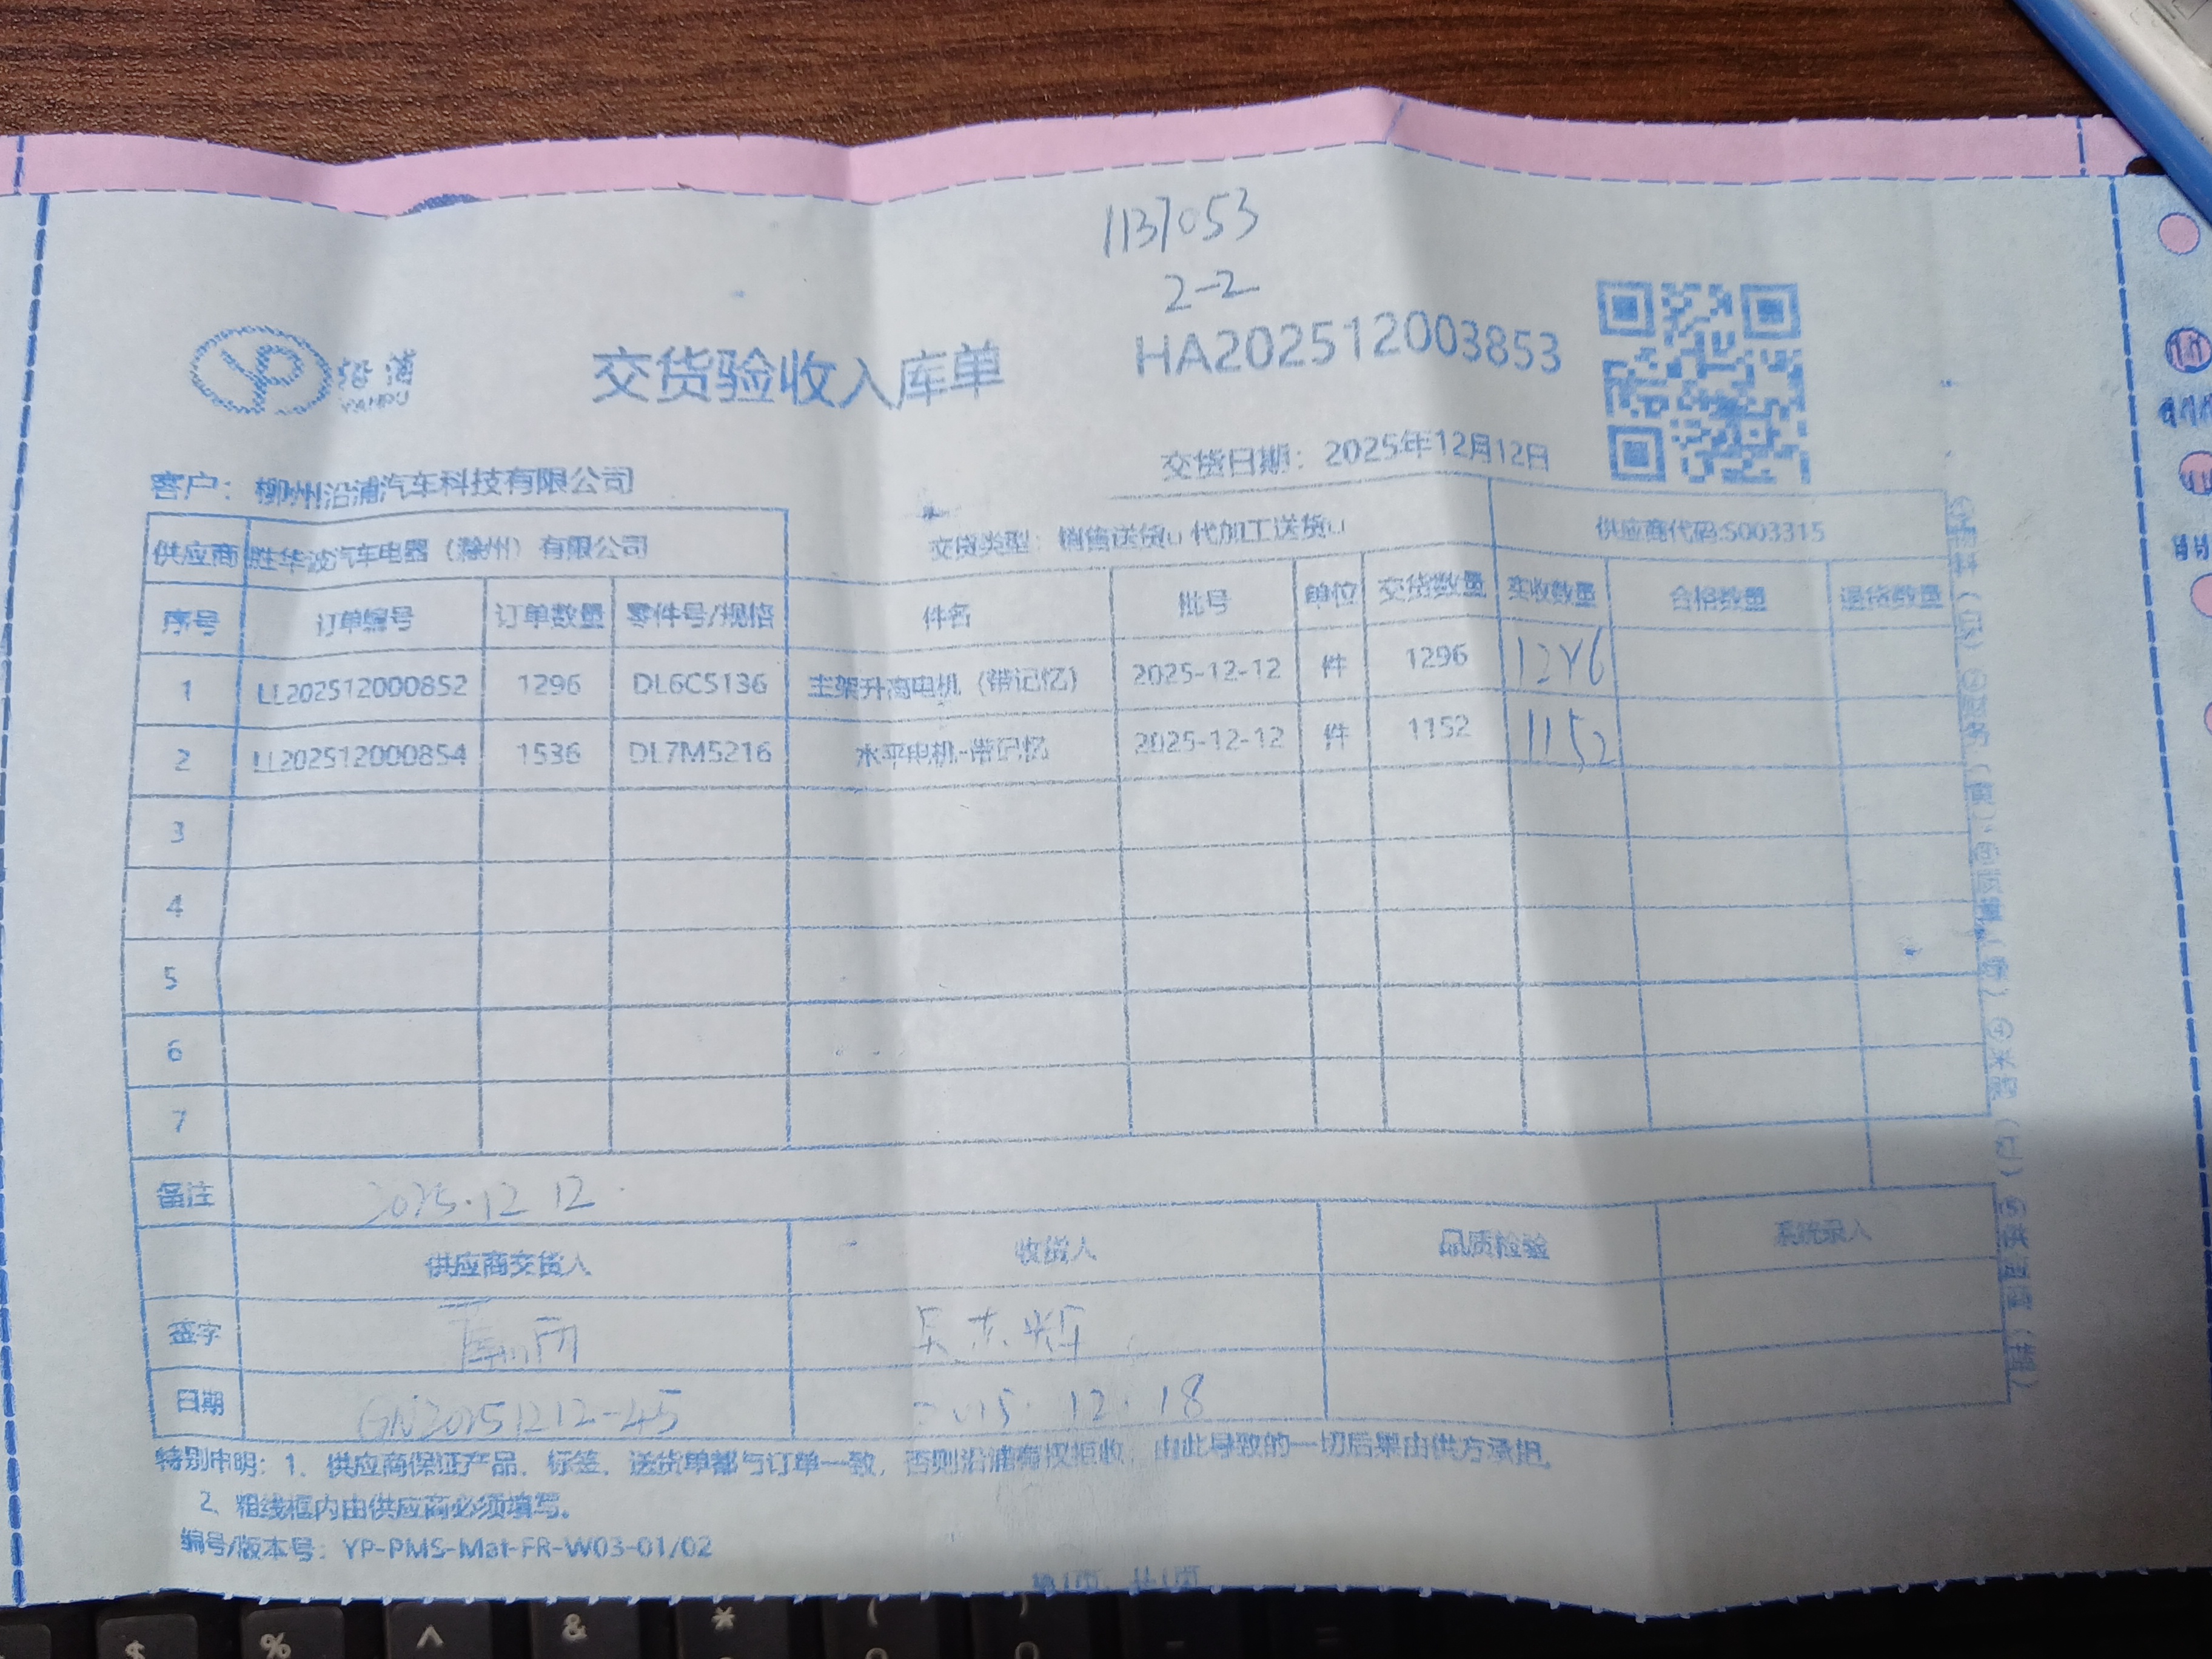 1137053
2-2
沿浦
YANPU
交货验收入库单
HA202512003853
交货日期：2025年12月12日
客户：柳州沿浦汽车科技有限公司
供应商 胜华波汽车电器（滁州）有限公司 交货类型：销售送货u 代加工送货u 供应商代码:S003315
序号 订单编号 订单数量 零件号/规格 件名 批号 单位 交货数量 实收数量 合格数量 退货数量
1 LL202512000852 1296 DL6C5136 主架升高电机（带记忆） 2025-12-12 件 1296
2 LL202512000854 1536 DL7M5216 水平电机-带记忆 2025-12-12 件 1152 1152
3
4
5
6
7
备注 2025.12 12.
供应商交货人 收货人 品质检验 系统录入
签字
日期 GN20251212-45 2025.12.18
特别申明：1、供应商保证产品、标签、送货单都与订单一致，否则沿浦有权拒收，由此导致的一切后果由供方承担。
2、粗线框内由供应商必须填写。
编号/版本号：YP-PMS-Mat-FR-W03-01/02
第1页，共1页
$ % ^ & * ( )